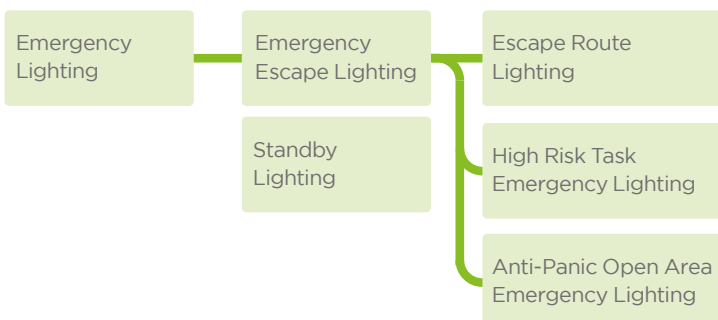 Emergency
Lighting
Emergency
Escape Lighting
Standby
Lighting
Escape Route
Lighting
High Risk Task
Emergency Lighting
Anti-Panic Open Area
Emergency Lighting